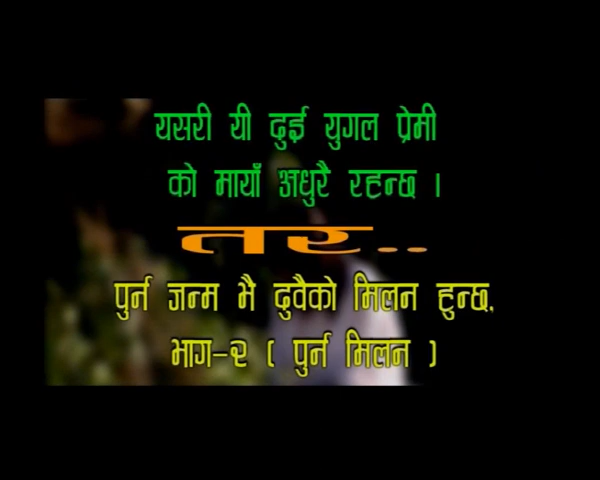 यसरी यी दुई युगल प्रेमी
को मायाँ अधुरै रहन्छ ।
तर..
पुर्न जन्म भै दुवैको मिलन हुन्छ,
भाग-२ ( पुर्न मिलन )